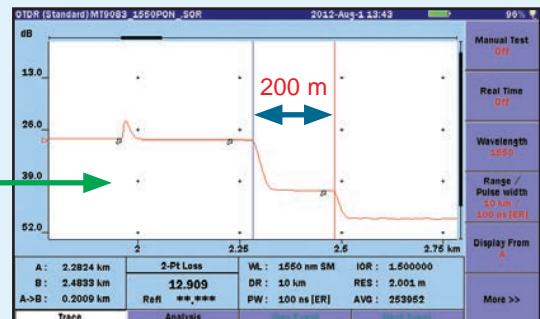 OTDR (Standard) MT9083_1550PON_.SOR 2012-Aug-1 13:43 96%
dB
13.0
26.0
39.0
52.0
200 m
2 2.25 2.5 2.75 km
A: 2.2824 km
B: 2.4833 km
A->B: 0.2009 km
2-Pt Loss
12.909
Refl **.***
WL: 1550 nm SM IOR: 1.500000
DR: 10 km RES: 2.001 m
PW: 100 ns [ER] AVG: 253952
Trace Analysis
Manual Test
Off
Real Time
Off
Wavelength
1550
Range /
Pulse width
10 km /
100 ns [ER]
Display From
A
More >>